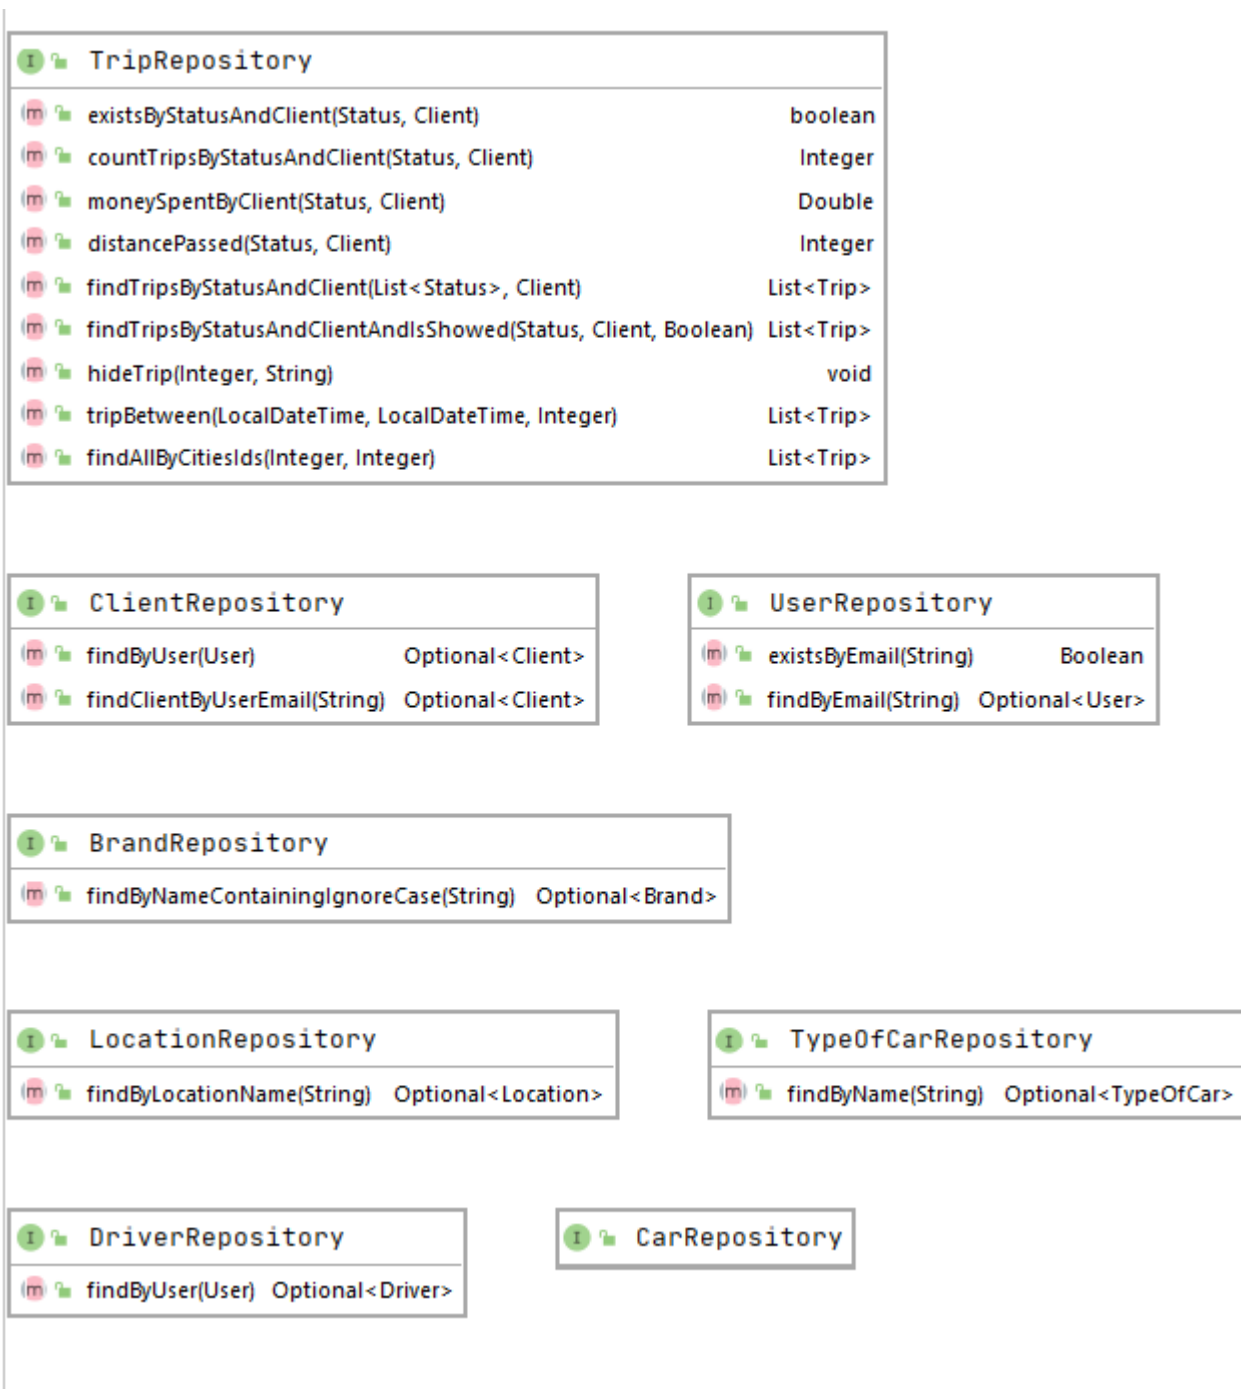 TripRepository
existsByStatusAndClient(Status, Client) boolean
countTripsByStatusAndClient(Status, Client) Integer
moneySpentByClient(Status, Client) Double
distancePassed(Status, Client) Integer
findTripsByStatusAndClient(List<Status>, Client) List<Trip>
findTripsByStatusAndClientAndIsShowed(Status, Client, Boolean) List<Trip>
hideTrip(Integer, String) void
tripBetween(LocalDateTime, LocalDateTime, Integer) List<Trip>
findAllByCitiesIds(Integer, Integer) List<Trip>
ClientRepository
findByUser(User) Optional<Client>
findClientByUserEmail(String) Optional<Client>
UserRepository
existsByEmail(String) Boolean
findByEmail(String) Optional<User>
BrandRepository
findByNameContainingIgnoreCase(String) Optional<Brand>
LocationRepository
findByLocationName(String) Optional<Location>
TypeOfCarRepository
findByName(String) Optional<TypeOfCar>
DriverRepository
findByUser(User) Optional<Driver>
CarRepository